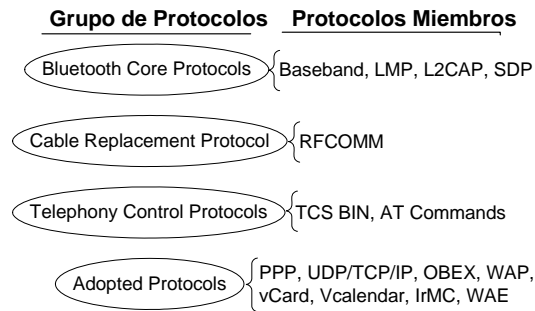 Grupo de Protocolos Protocolos Miembros
Bluetooth Core Protocols Baseband, LMP, L2CAP, SDP
Cable Replacement Protocol RFCOMM
Telephony Control Protocols TCS BIN, AT Commands
Adopted Protocols PPP, UDP/TCP/IP, OBEX, WAP,
vCard, Vcalendar, IrMC, WAE